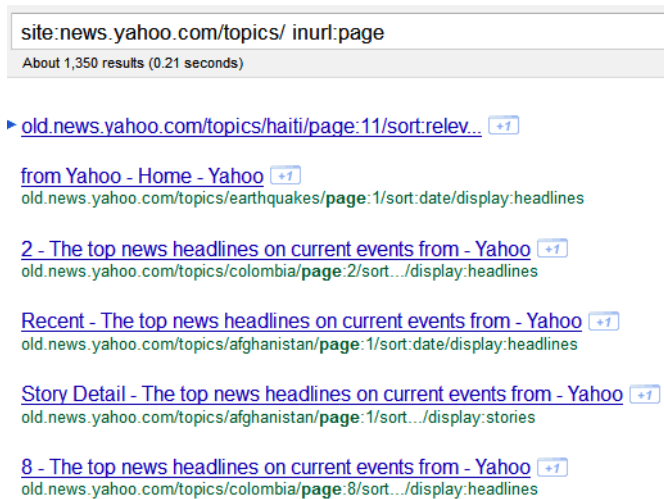 site:news.yahoo.com/topics/ inurl:page
About 1,350 results (0.21 seconds)
old.news.yahoo.com/topics/haiti/page:11/sort:relev... +1
from Yahoo - Home - Yahoo +1
old.news.yahoo.com/topics/earthquakes/page:1/sort:date/display:headlines
2 - The top news headlines on current events from - Yahoo +1
old.news.yahoo.com/topics/colombia/page:2/sort.../display:headlines
Recent - The top news headlines on current events from - Yahoo +1
old.news.yahoo.com/topics/afghanistan/page:1/sort:date/display:headlines
Story Detail - The top news headlines on current events from - Yahoo +1
old.news.yahoo.com/topics/afghanistan/page:1/sort.../display:stories
8 - The top news headlines on current events from - Yahoo +1
old.news.yahoo.com/topics/colombia/page:8/sort.../display:headlines